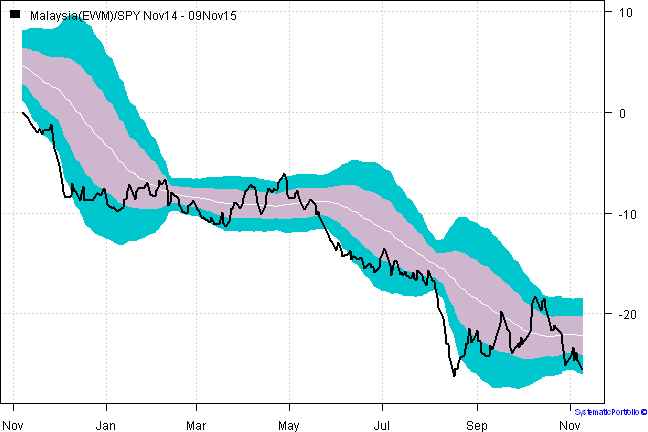 Malaysia(EWM)/SPY Nov14 - 09Nov15
10
0
-10
-20
Nov Jan Mar May Jul Sep Nov
SystematicPortfolio ©